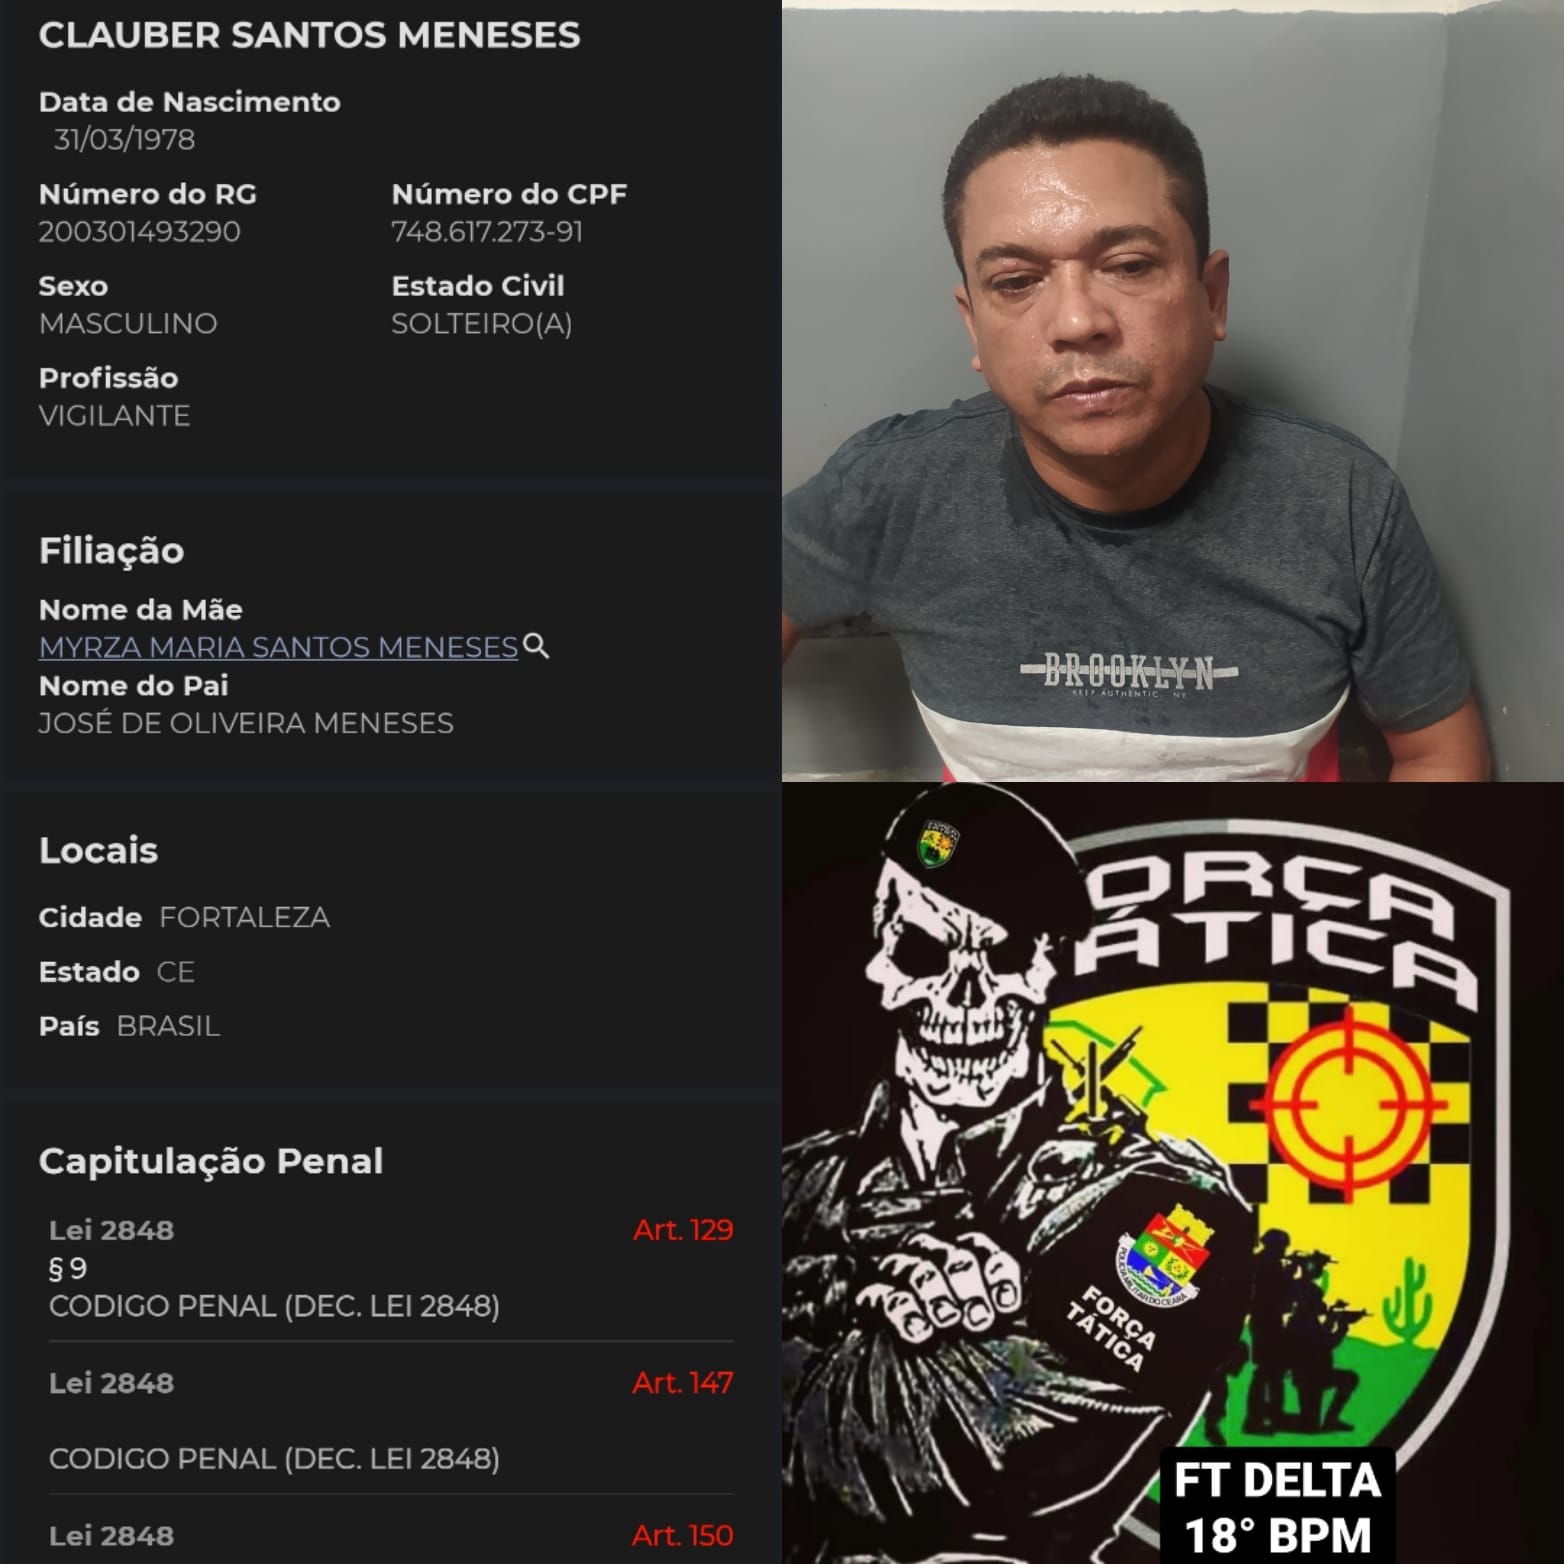 CLAUBER SANTOS MENESES
Data de Nascimento
31/03/1978
Número do RG
200301493290
Número do CPF
748.617.273-91
Sexo
MASCULINO
Estado Civil
SOLTEIRO(A)
Profissão
VIGILANTE
Filiação
Nome da Mãe
MYRZA MARIA SANTOS MENESES
Nome do Pai
JOSÉ DE OLIVEIRA MENESES
Locais
Cidade FORTALEZA
Estado CE
País BRASIL
Capitulação Penal
Lei 2848 Art. 129
§ 9
CODIGO PENAL (DEC. LEI 2848)
Lei 2848 Art. 147
CODIGO PENAL (DEC. LEI 2848)
Lei 2848 Art. 150
BROOKLYN
KEEP AUTHENTIC NY
ORÇA
ÁTICA
POLICIA MILITAR DO CEARÁ
FORÇA
TÁTICA
FT DELTA
18° BPM